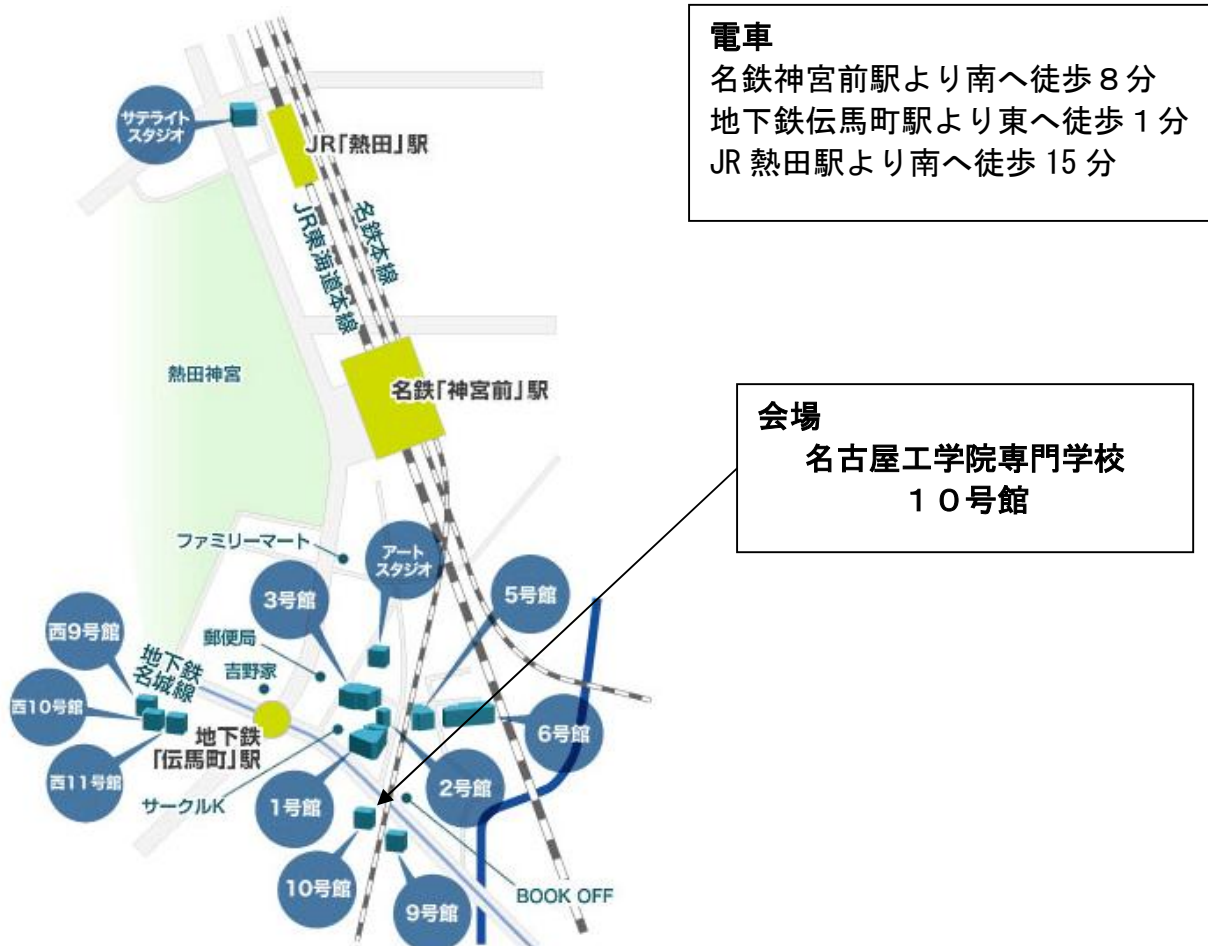 電車
名鉄神宮前駅より南へ徒歩８分
地下鉄伝馬町駅より東へ徒歩１分
JR 熱田駅より南へ徒歩 15 分
サテライト
スタジオ
JR「熱田」駅
名鉄本線
JR東海道本線
熱田神宮
名鉄「神宮前」駅
会場
名古屋工学院専門学校
１０号館
ファミリーマート
アート
スタジオ
3号館
5号館
西9号館
郵便局
地下鉄
名城線
吉野家
西10号館
6号館
地下鉄
「伝馬町」駅
西11号館
2号館
サークルK
1号館
10号館
BOOK OFF
9号館